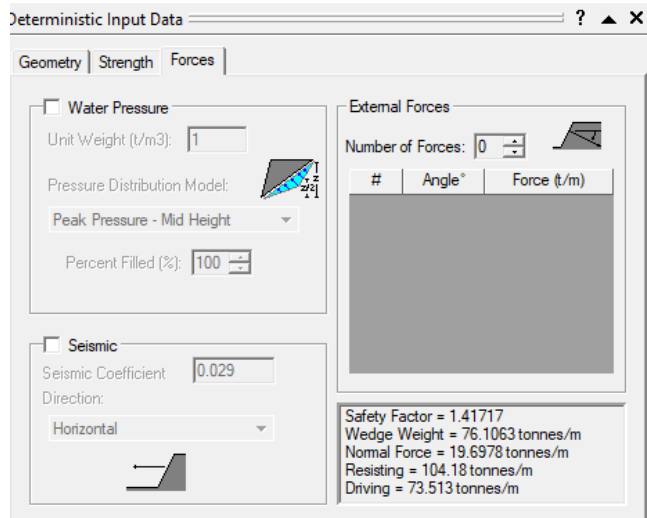 Deterministic Input Data ? ▲ X
Geometry Strength Forces
Water Pressure
Unit Weight (t/m3): 1
Pressure Distribution Model:
Peak Pressure - Mid Height
Percent Filled (%): 100
Seismic
Seismic Coefficient 0.029
Direction:
Horizontal
External Forces
Number of Forces: 0
# Angle° Force (t/m)
Safety Factor = 1.41717
Wedge Weight = 76.1063 tonnes/m
Normal Force = 19.6978 tonnes/m
Resisting = 104.18 tonnes/m
Driving = 73.513 tonnes/m